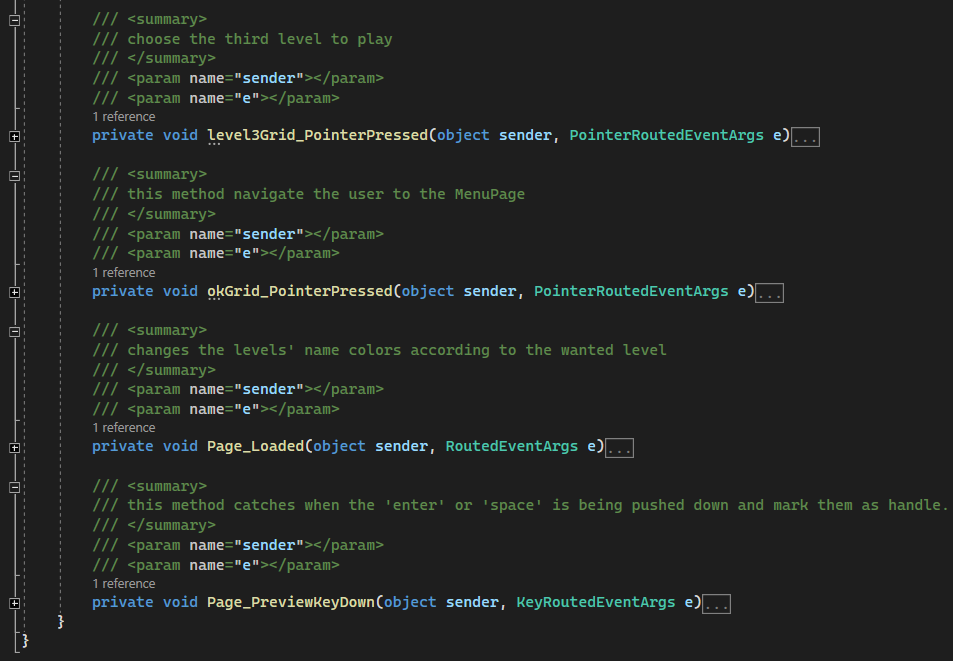 /// <summary>
/// choose the third level to play
/// </summary>
/// <param name="sender"></param>
/// <param name="e"></param>
1 reference
private void level3Grid_PointerPressed(object sender, PointerRoutedEventArgs e)...
/// <summary>
/// this method navigate the user to the MenuPage
/// </summary>
/// <param name="sender"></param>
/// <param name="e"></param>
1 reference
private void okGrid_PointerPressed(object sender, PointerRoutedEventArgs e)...
/// <summary>
/// changes the levels' name colors according to the wanted level
/// </summary>
/// <param name="sender"></param>
/// <param name="e"></param>
1 reference
private void Page_Loaded(object sender, RoutedEventArgs e)...
/// <summary>
/// this method catches when the 'enter' or 'space' is being pushed down and mark them as handle.
/// </summary>
/// <param name="sender"></param>
/// <param name="e"></param>
1 reference
private void Page_PreviewKeyDown(object sender, KeyRoutedEventArgs e)...
}
}